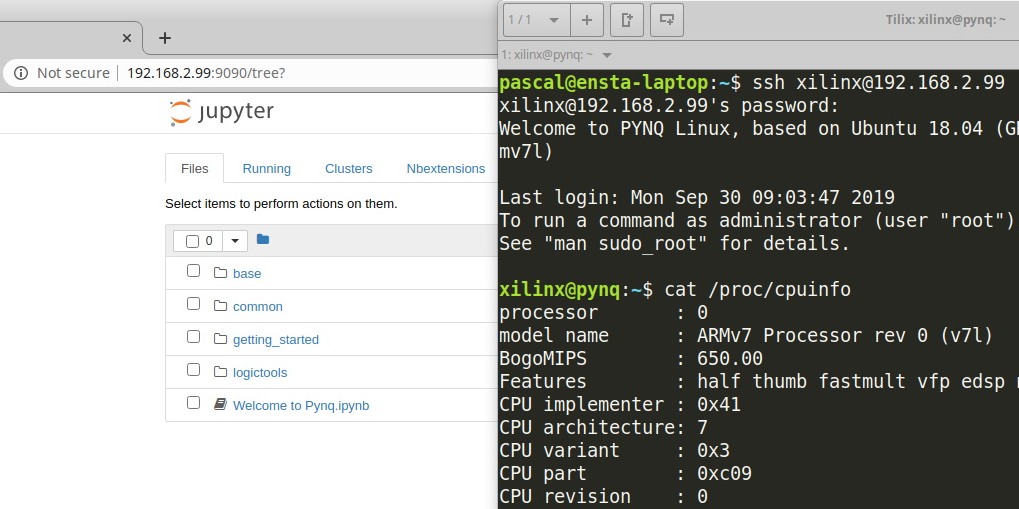 Not secure 192.168.2.99:9090/tree?
jupyter
Files Running Clusters Nbextensions
Select items to perform actions on them.
0
base
common
getting_started
logictools
Welcome to Pynq.ipynb
1 / 1 Tilix: xilinx@pynq: ~
1: xilinx@pynq: ~
pascal@ensta-laptop:~$ ssh xilinx@192.168.2.99
xilinx@192.168.2.99's password:
Welcome to PYNQ Linux, based on Ubuntu 18.04 (G
mv7l)
Last login: Mon Sep 30 09:03:47 2019
To run a command as administrator (user "root")
See "man sudo_root" for details.
xilinx@pynq:~$ cat /proc/cpuinfo
processor : 0
model name : ARMv7 Processor rev 0 (v7l)
BogoMIPS : 650.00
Features : half thumb fastmult vfp edsp
CPU implementer : 0x41
CPU architecture: 7
CPU variant : 0x3
CPU part : 0xc09
CPU revision : 0